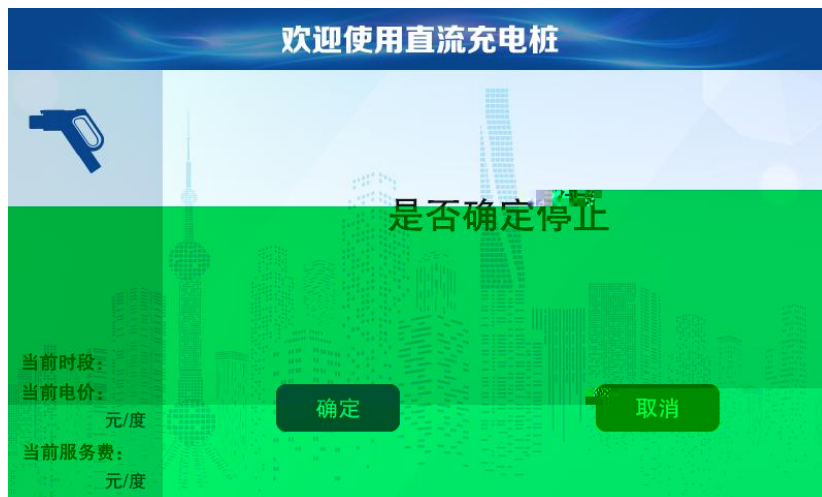 欢迎使用直流充电桩
是否确定停止
当前时段：
当前电价：
元/度
确定
取消
当前服务费：
元/度